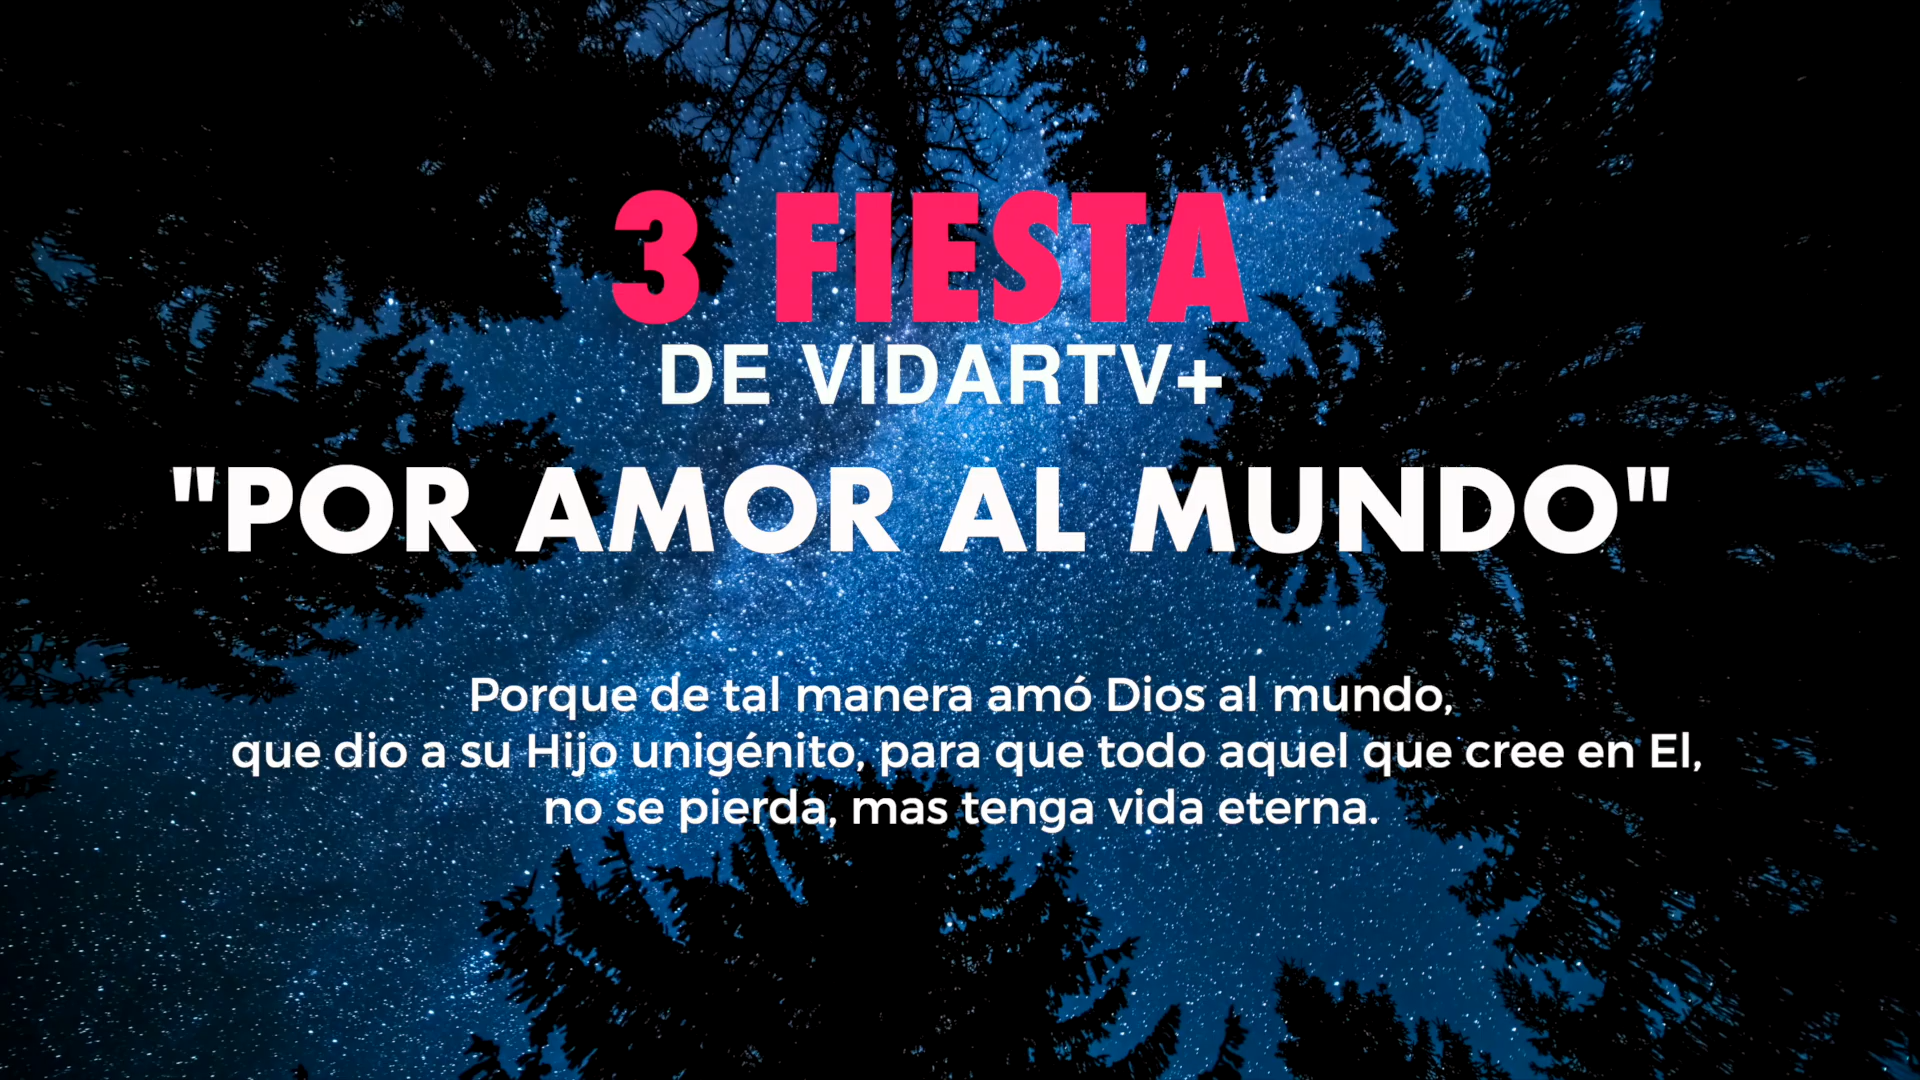 3 FIESTA
DE VIDARTV+
"POR AMOR AL MUNDO"
Porque de tal manera amó Dios al mundo,
que dio a su Hijo unigénito, para que todo aquel que cree en El,
no se pierda, mas tenga vida eterna.